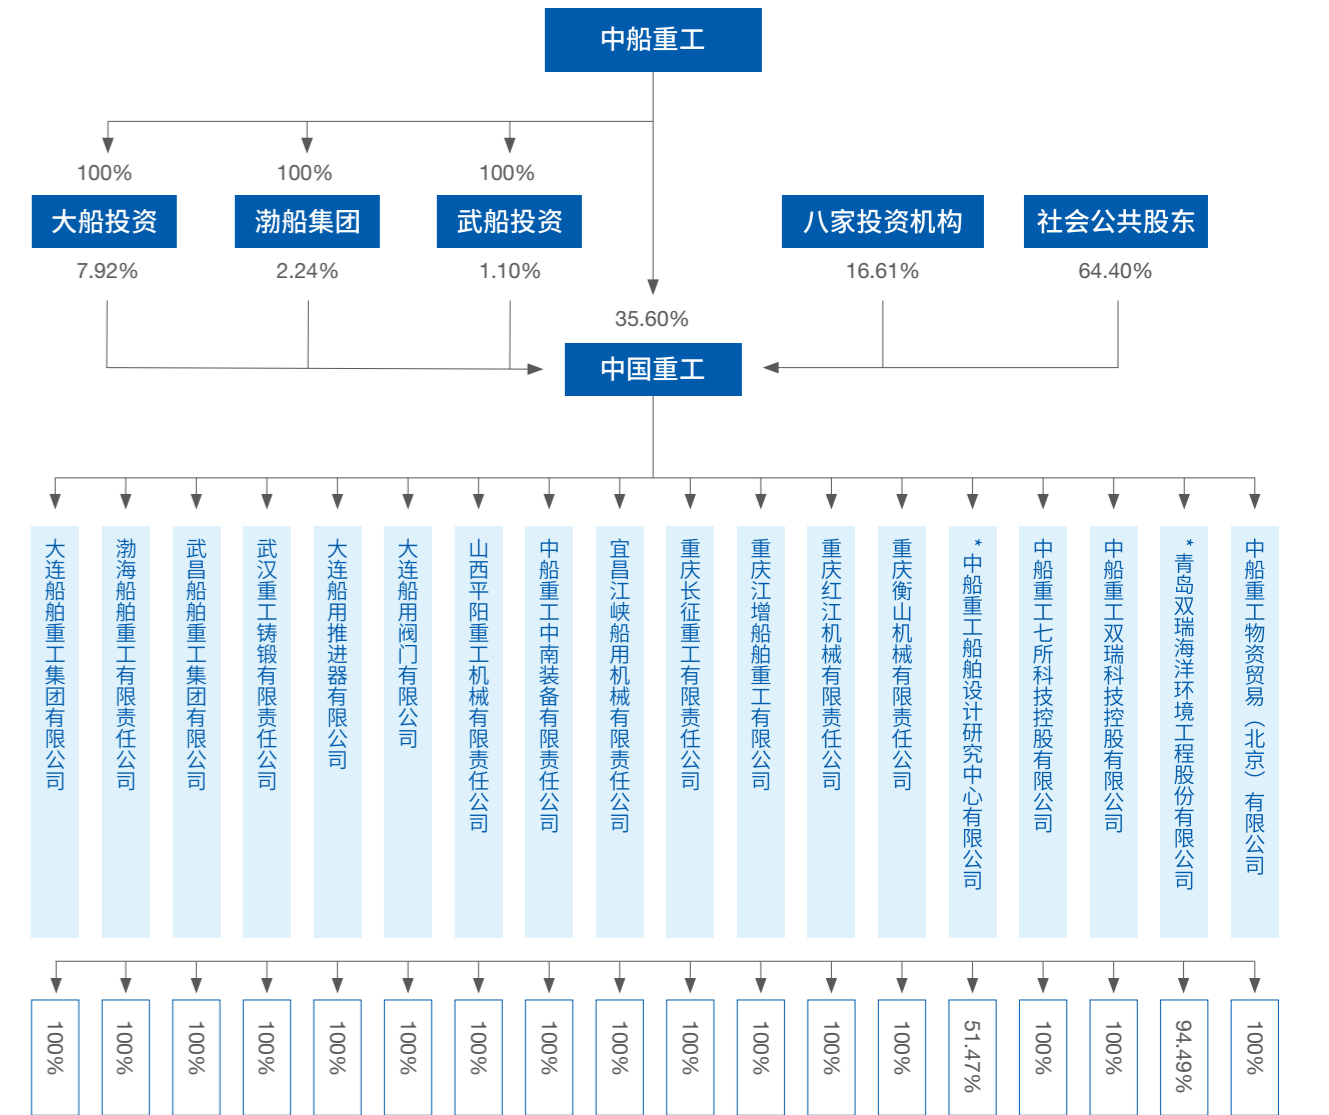 中船重工
100%
100%
100%
大船投资
渤船集团
武船投资
八家投资机构
社会公共股东
7.92%
2.24%
1.10%
16.61%
64.40%
35.60%
中国重工
大连船舶重工集团有限公司
渤海船舶重工有限责任公司
武昌船舶重工集团有限公司
武汉重工铸锻有限责任公司
大连船用推进器有限公司
大连船用阀门有限公司
山西平阳重工机械有限责任公司
中船重工中南装备有限责任公司
宜昌江峡船用机械有限责任公司
重庆长征重工有限责任公司
重庆江增船舶重工有限公司
重庆红江机械有限责任公司
重庆衡山机械有限责任公司
*中船重工船舶设计研究中心有限公司
中船重工七所科技控股有限公司
中船重工双瑞科技控股有限公司
*青岛双瑞海洋环境工程股份有限公司
中船重工物资贸易（北京）有限公司
100%
100%
100%
100%
100%
100%
100%
100%
100%
100%
100%
100%
100%
51.47%
100%
100%
94.49%
100%